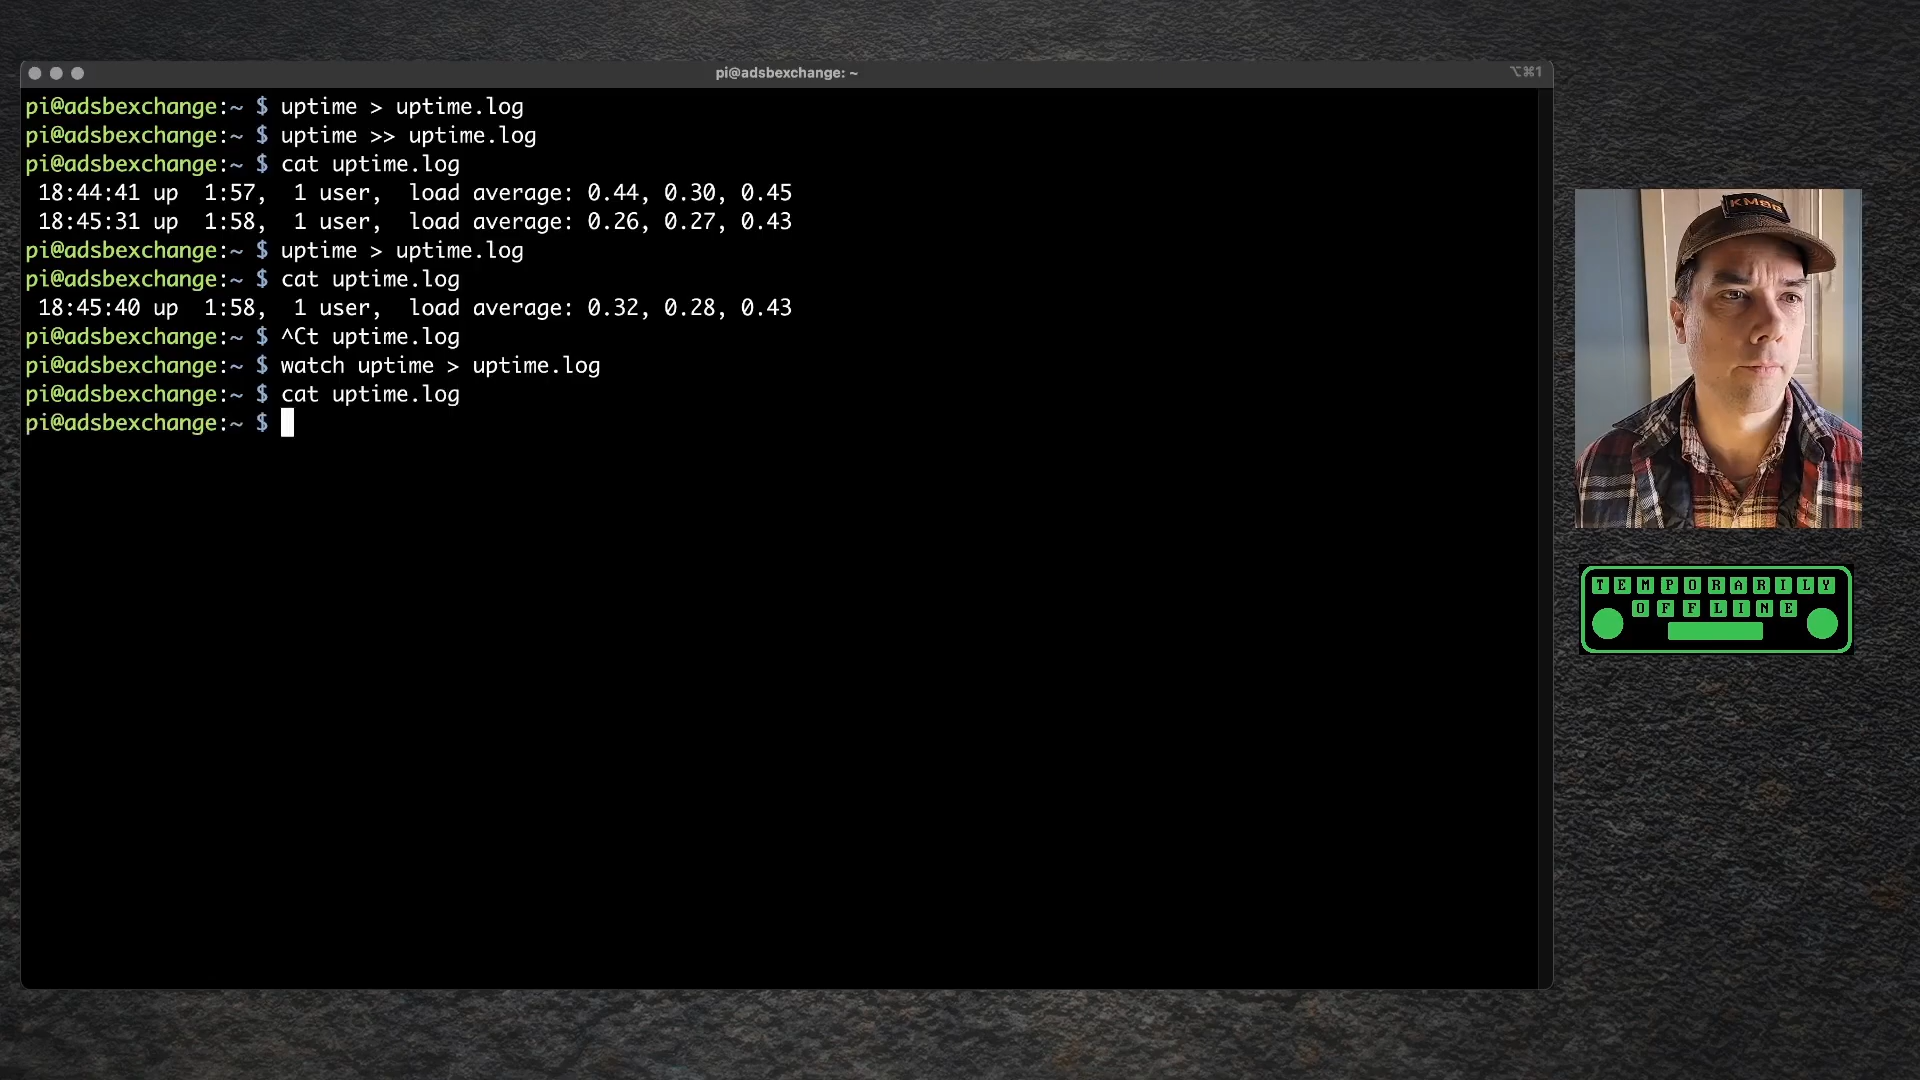 pi@adsbexchange: ~
⌥⌘1
pi@adsbexchange:~ $ uptime > uptime.log
pi@adsbexchange:~ $ uptime >> uptime.log
pi@adsbexchange:~ $ cat uptime.log
 18:44:41 up  1:57,  1 user,  load average: 0.44, 0.30, 0.45
 18:45:31 up  1:58,  1 user,  load average: 0.26, 0.27, 0.43
pi@adsbexchange:~ $ uptime > uptime.log
pi@adsbexchange:~ $ cat uptime.log
 18:45:40 up  1:58,  1 user,  load average: 0.32, 0.28, 0.43
pi@adsbexchange:~ $ ^Ct uptime.log
pi@adsbexchange:~ $ watch uptime > uptime.log
pi@adsbexchange:~ $ cat uptime.log
pi@adsbexchange:~ $
TEMPORARILY
OFFLINE